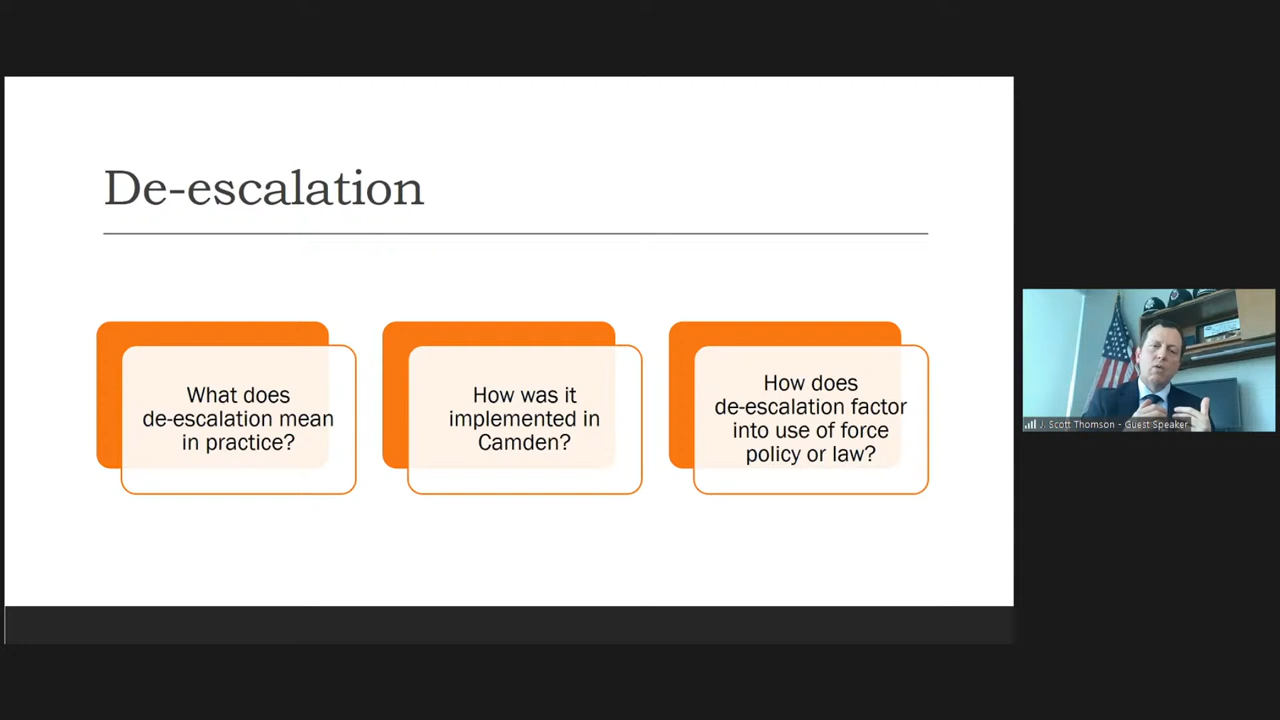 De-escalation
What does
de-escalation mean
in practice?
How was it
implemented in
Camden?
How does
de-escalation factor
into use of force
policy or law?
J. Scott Thomson - Guest Speaker